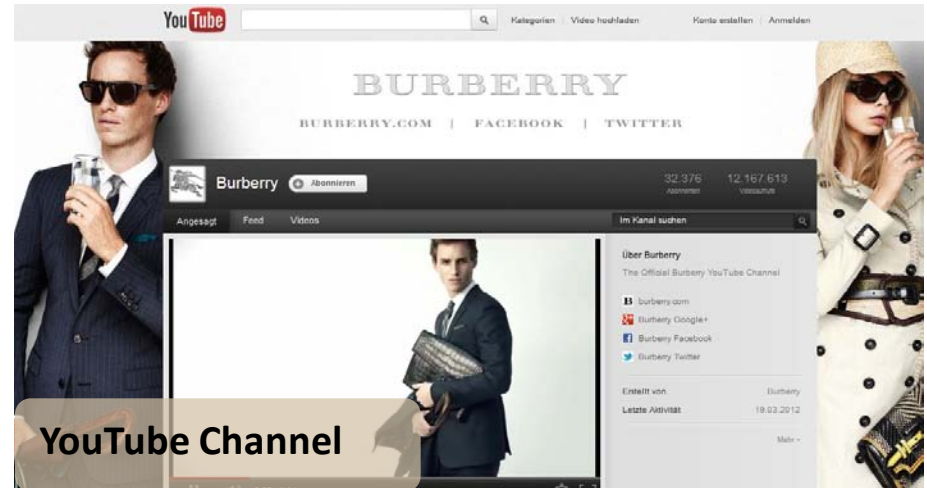 YouTube
Kategorien | Video hochladen
Konto erstellen | Anmelden
BURBERRY
BURBERRY.COM | FACEBOOK | TWITTER
Burberry
Abonnieren
32.376
12.167.613
Abonnenten
Videoaufrufe
Angesagt Feed Videos
Im Kanal suchen
Über Burberry
The Official Burberry YouTube Channel
B burberry.com
Burberry Google+
Burberry Facebook
Burberry Twitter
Erstellt von Burberry
Letzte Aktivität 19.03.2012
Mehr
YouTube Channel